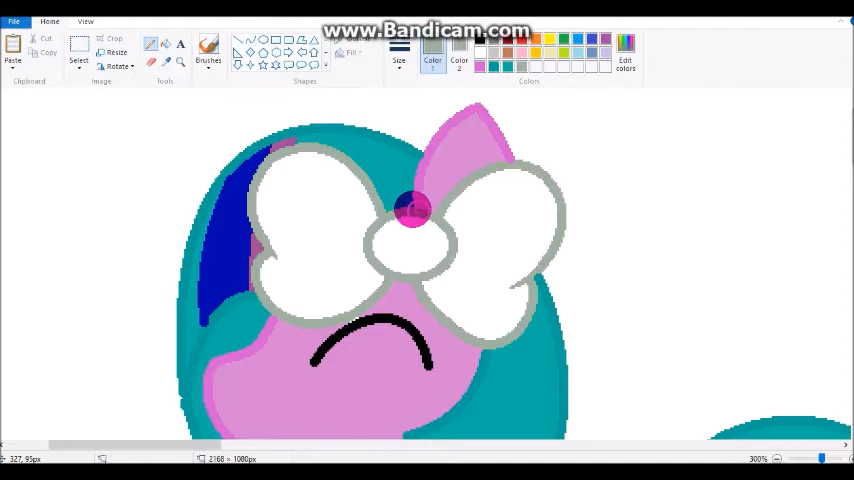 www.Bandicam.com
File Home View
Paste
Cut
Copy
Clipboard
Select
Crop
Resize
Rotate
Image
Tools
Brushes
Shapes
Fill
Size
Color 1
Color 2
Edit colors
Colors
327, 95px
2168 × 1080px
300%